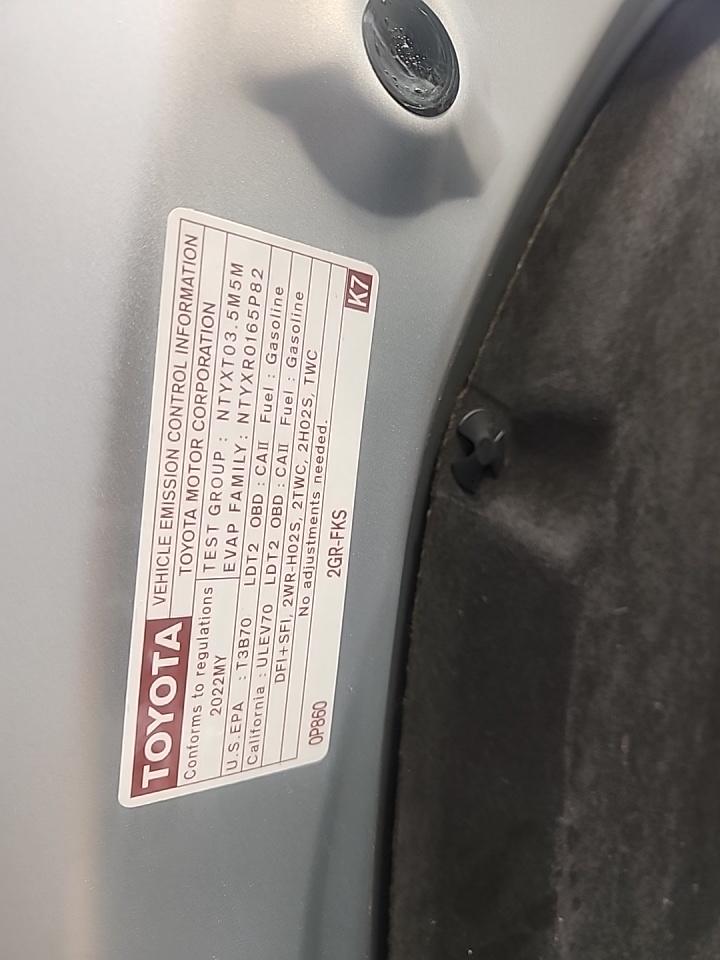 TOYOTA VEHICLE EMISSION CONTROL INFORMATION
TOYOTA MOTOR CORPORATION
Conforms to regulations TEST GROUP : NTYXT03.5M5M
2022MY EVAP FAMILY : NTYXR0165P82
U.S.EPA : T3B70 LDT2 OBD : CAII Fuel : Gasoline
California : ULEV70 LDT2 OBD : CAII Fuel : Gasoline
DFI+SFI, 2WR-HO2S, 2TWC, 2HO2S, TWC
No adjustments needed.
0P860 2GR-FKS K7